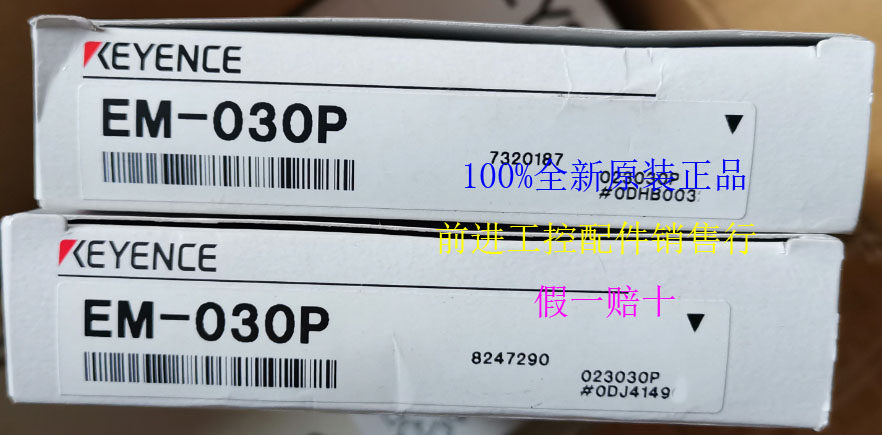 KEYENCE
EM-030P
7320187
100%全新原装正品
023030P
#0DHB003
前进工控配件销售行
KEYENCE
假一赔十
EM-030P
8247290
023030P
#0DJ4149